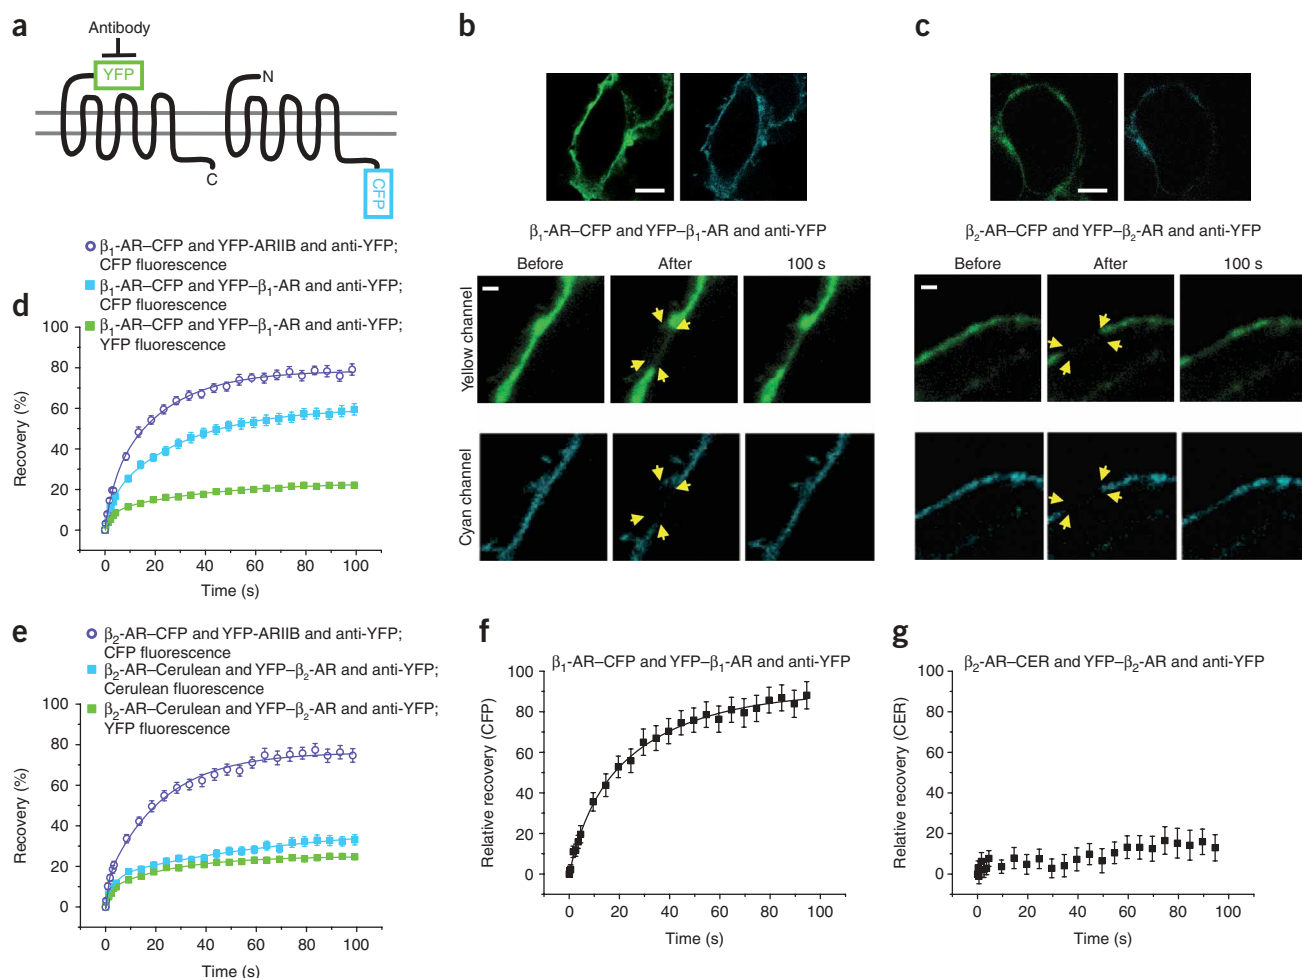 a
Antibody
YFP
N
C
CFP
b
β1-AR–CFP and YFP–β1-AR and anti-YFP
Before
After
100 s
Yellow channel
Cyan channel
c
β2-AR–CFP and YFP–β2-AR and anti-YFP
Before
After
100 s
d
β1-AR–CFP and YFP-ARIIB and anti-YFP;
CFP fluorescence
β1-AR–CFP and YFP–β1-AR and anti-YFP;
CFP fluorescence
β1-AR–CFP and YFP–β1-AR and anti-YFP;
YFP fluorescence
Recovery (%)
100
80
60
40
20
0
0 20 40 60 80 100
Time (s)
e
β2-AR–CFP and YFP-ARIIB and anti-YFP;
CFP fluorescence
β2-AR–Cerulean and YFP–β2-AR and anti-YFP;
Cerulean fluorescence
β2-AR–Cerulean and YFP–β2-AR and anti-YFP;
YFP fluorescence
Recovery (%)
100
80
60
40
20
0
0 20 40 60 80 100
Time (s)
f
β1-AR–CFP and YFP–β1-AR and anti-YFP
Relative recovery (CFP)
100
80
60
40
20
0
0 20 40 60 80 100
Time (s)
g
β2-AR–CER and YFP–β2-AR and anti-YFP
Relative recovery (CER)
100
80
60
40
20
0
0 20 40 60 80 100
Time (s)